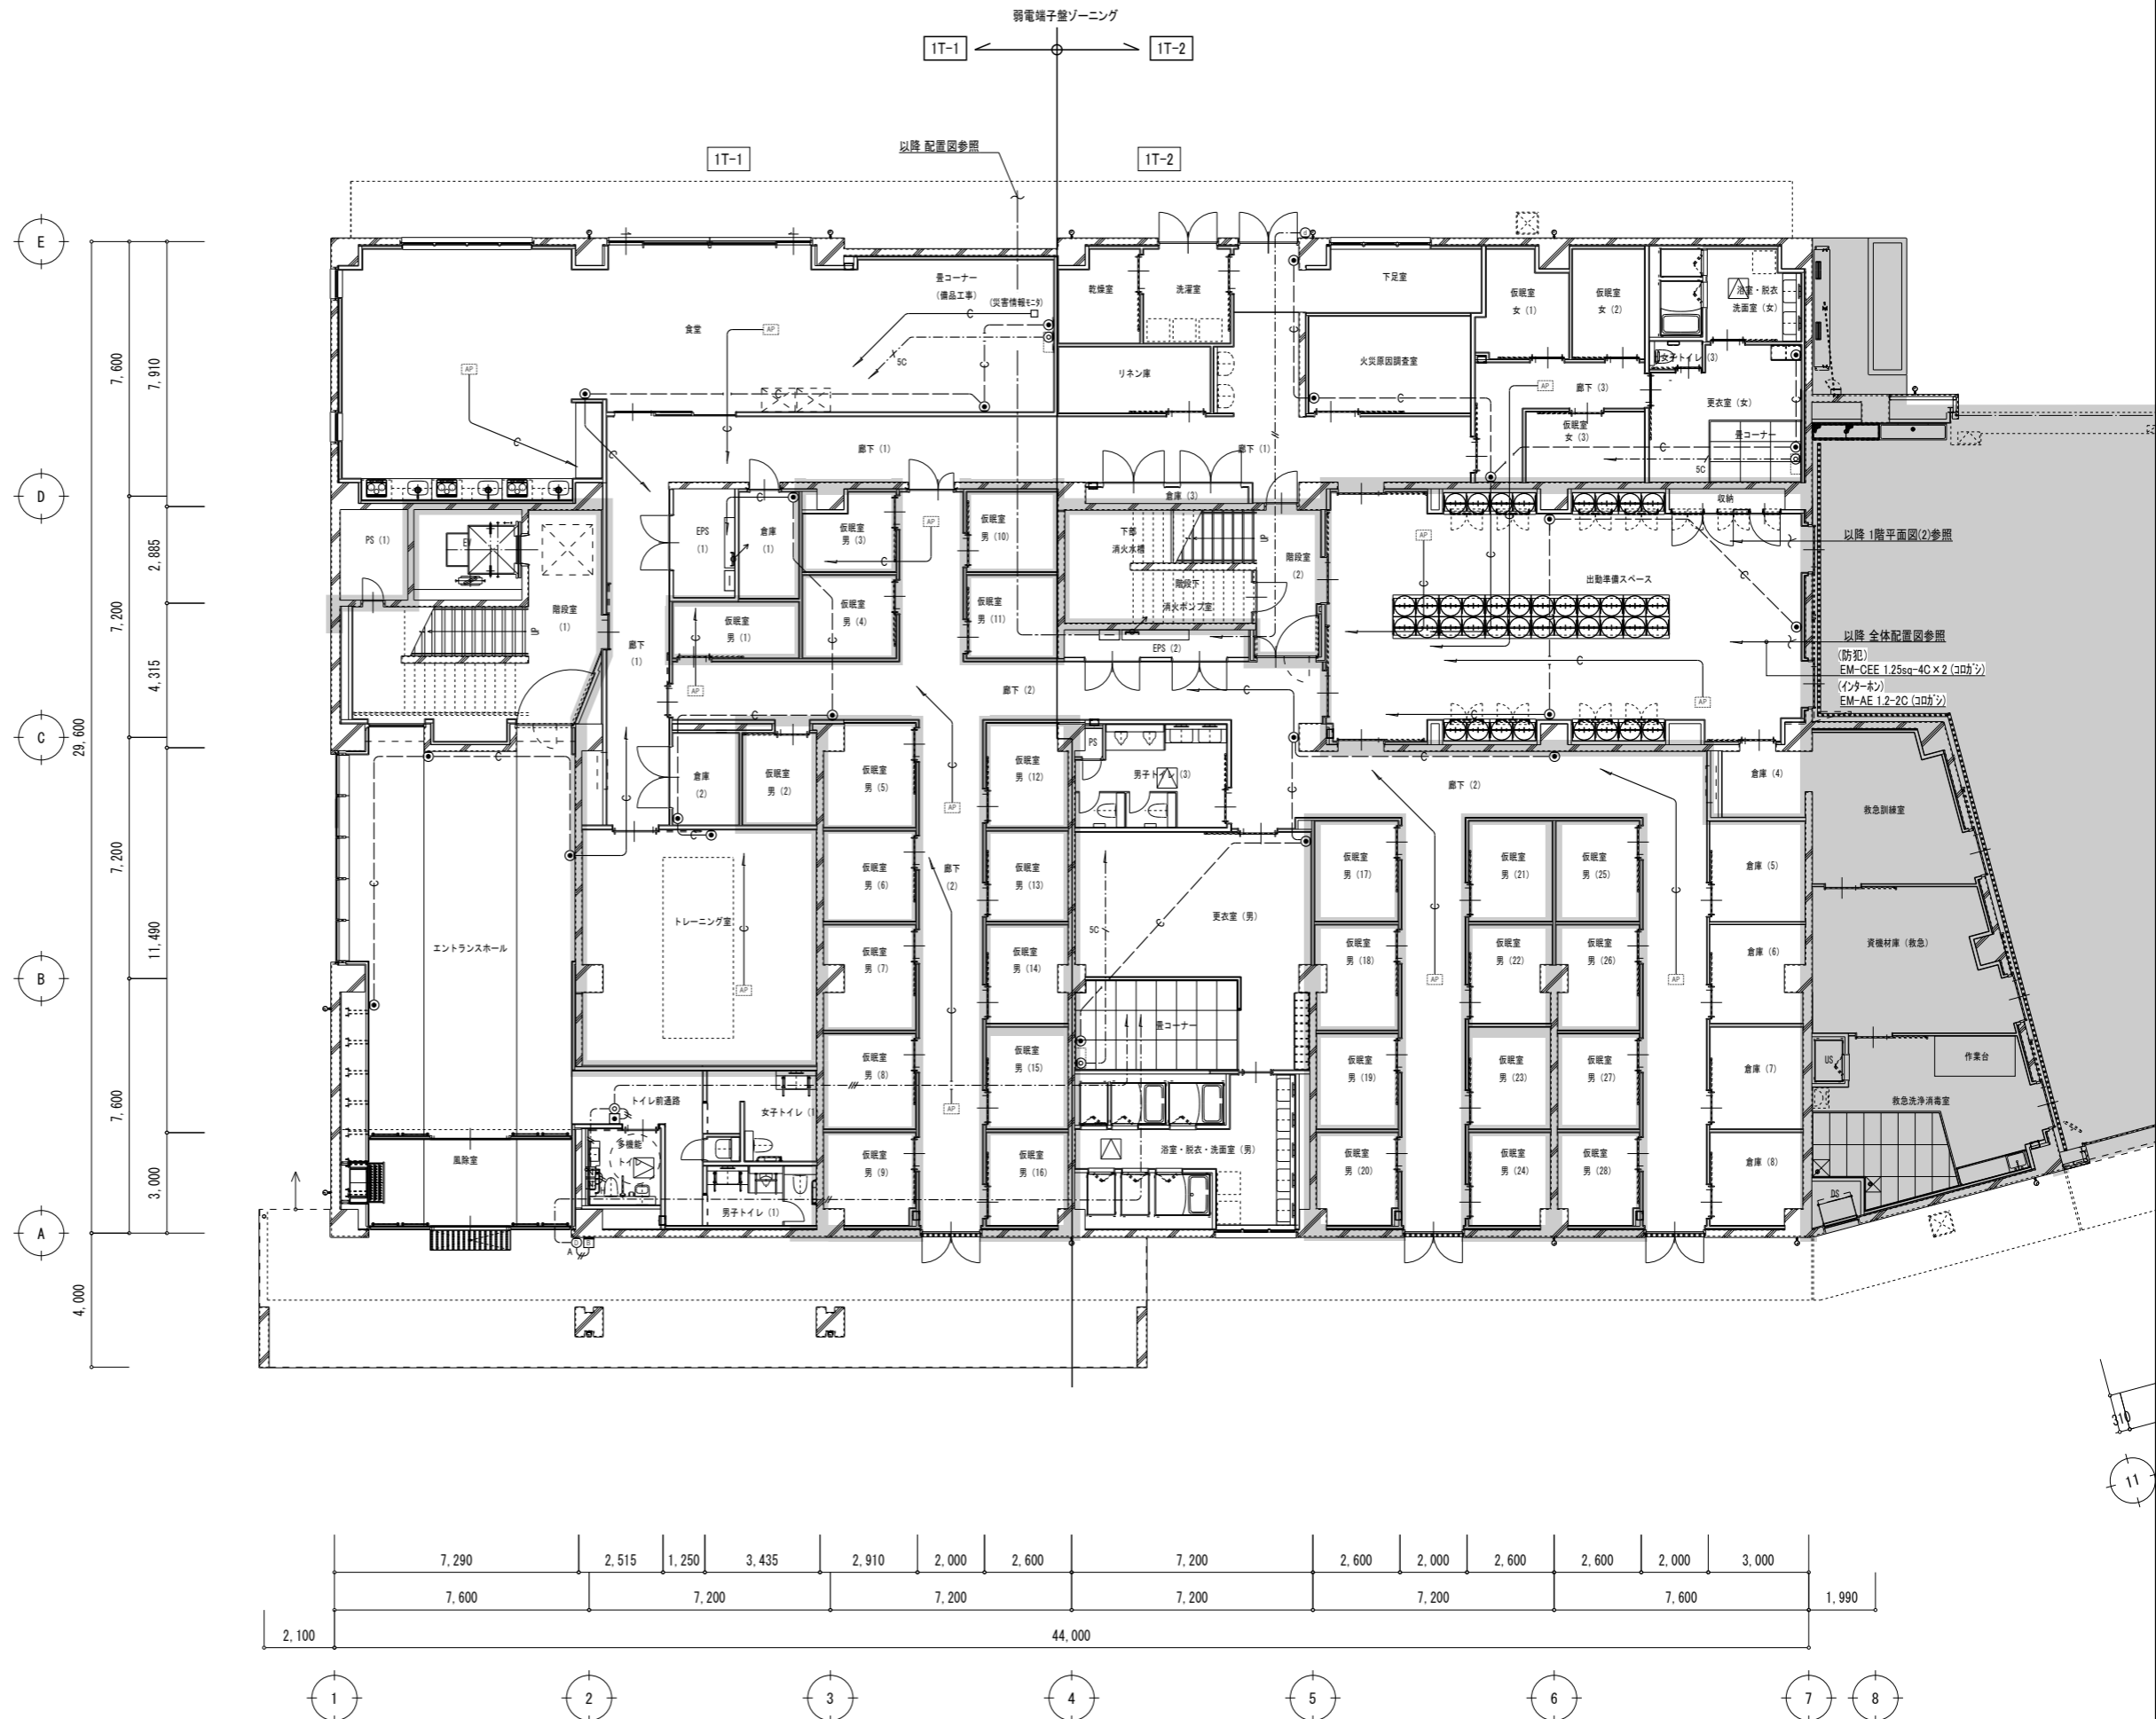 弱電端子盤ゾーニング
1T-1
1T-2
以降 配置図参照
1T-1
1T-2
E
D
C
B
A
7,600
7,910
7,200
2,885
4,315
29,600
7,200
11,490
7,600
3,000
4,000
畳コーナー
(備品工事)
(災害情報モニタ)
食堂
AP
AP
C
5C
乾燥室
洗濯室
リネン庫
下足室
火災原因調査室
仮眠室
女 (1)
仮眠室
女 (2)
浴室・脱衣
洗面室 (女)
女子トイレ (3)
廊下 (3)
AP
更衣室 (女)
仮眠室
女 (3)
畳コーナー
5C
廊下 (1)
廊下 (1)
PS (1)
EV
階段室
(1)
UP
EPS
(1)
倉庫
(1)
仮眠室
男 (3)
AP
仮眠室
男 (10)
仮眠室
男 (1)
仮眠室
男 (4)
仮眠室
男 (11)
倉庫 (3)
下部
消火水槽
UP
階段室
(2)
階段下
消火ポンプ室
EPS (2)
収納
AP
出動準備スペース
以降 1階平面図(2)参照
以降 全体配置図参照
(防犯)
EM-CEE 1.25sq-4C×2 (コロガシ)
(インターホン)
EM-AE 1.2-2C (コロガシ)
AP
廊下
(1)
AP
廊下 (2)
倉庫
(2)
仮眠室
男 (2)
仮眠室
男 (5)
AP
仮眠室
男 (12)
PS
男子トイレ (3)
廊下 (2)
倉庫 (4)
救急訓練室
仮眠室
男 (6)
廊下
(2)
仮眠室
男 (13)
仮眠室
男 (17)
仮眠室
男 (21)
仮眠室
男 (25)
倉庫 (5)
エントランスホール
トレーニング室
AP
仮眠室
男 (7)
仮眠室
男 (14)
更衣室 (男)
5C
仮眠室
男 (18)
AP
仮眠室
男 (22)
仮眠室
男 (26)
AP
倉庫 (6)
資機材庫 (救急)
畳コーナー
仮眠室
男 (8)
仮眠室
男 (15)
仮眠室
男 (19)
仮眠室
男 (23)
仮眠室
男 (27)
倉庫 (7)
US
作業台
救急洗浄消毒室
トイレ前通路
女子トイレ (1
AP
多機能
トイレ
風除室
仮眠室
男 (9)
仮眠室
男 (16)
浴室・脱衣・洗面室 (男)
仮眠室
男 (20)
仮眠室
男 (24)
仮眠室
男 (28)
倉庫 (8)
DS
男子トイレ (1)
A
310
11
7,290
2,515
1,250
3,435
2,910
2,000
2,600
7,200
2,600
2,000
2,600
2,600
2,000
3,000
7,600
7,200
7,200
7,200
7,200
7,600
1,990
2,100
44,000
1
2
3
4
5
6
7
8